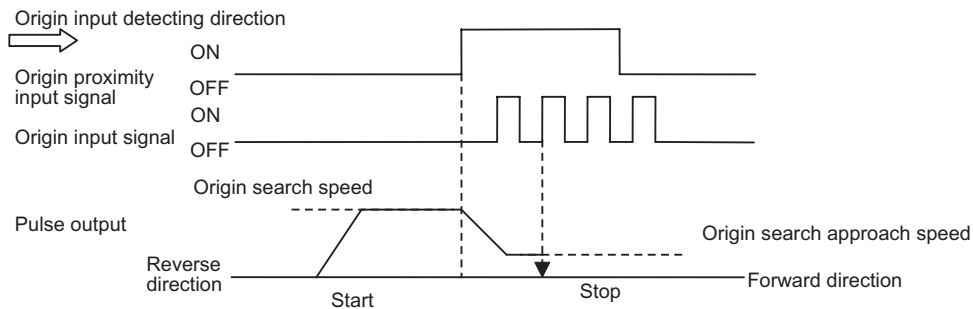 Origin input detecting direction
ON
Origin proximity
input signal
OFF
ON
Origin input signal
OFF
Origin search speed
Pulse output
Origin search approach speed
Reverse
direction
Forward direction
Start
Stop